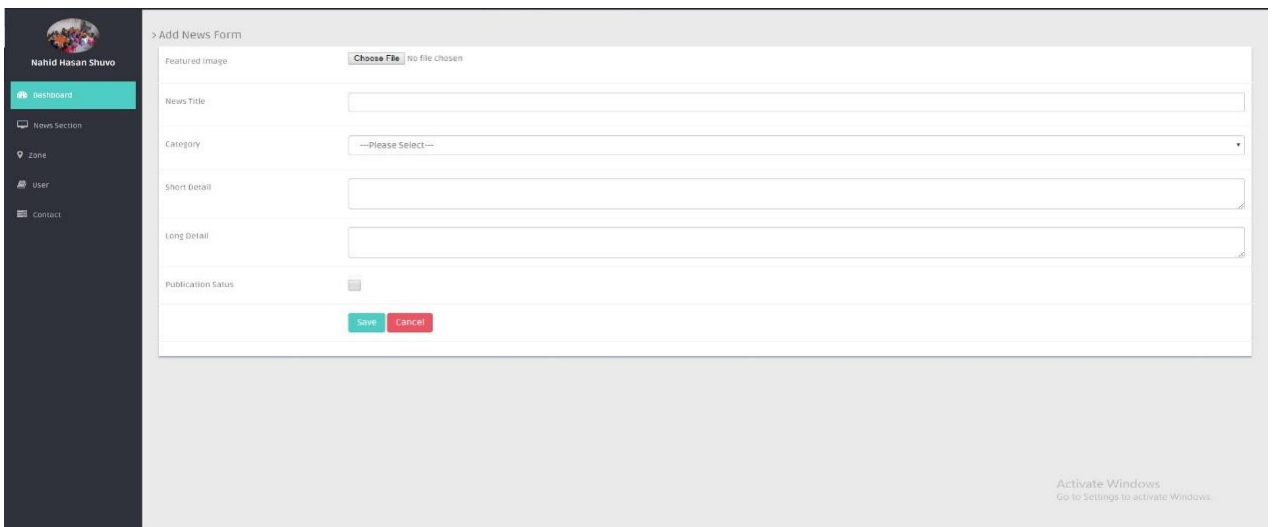 Nahid Hasan Shuvo
Dashboard
News Section
Zone
User
Contact
> Add News Form
Featured Image
Choose File No file chosen
News Title
Category
---Please Select---
Short Detail
Long Detail
Publication Satus
Save Cancel
Activate Windows
Go to Settings to activate Windows.